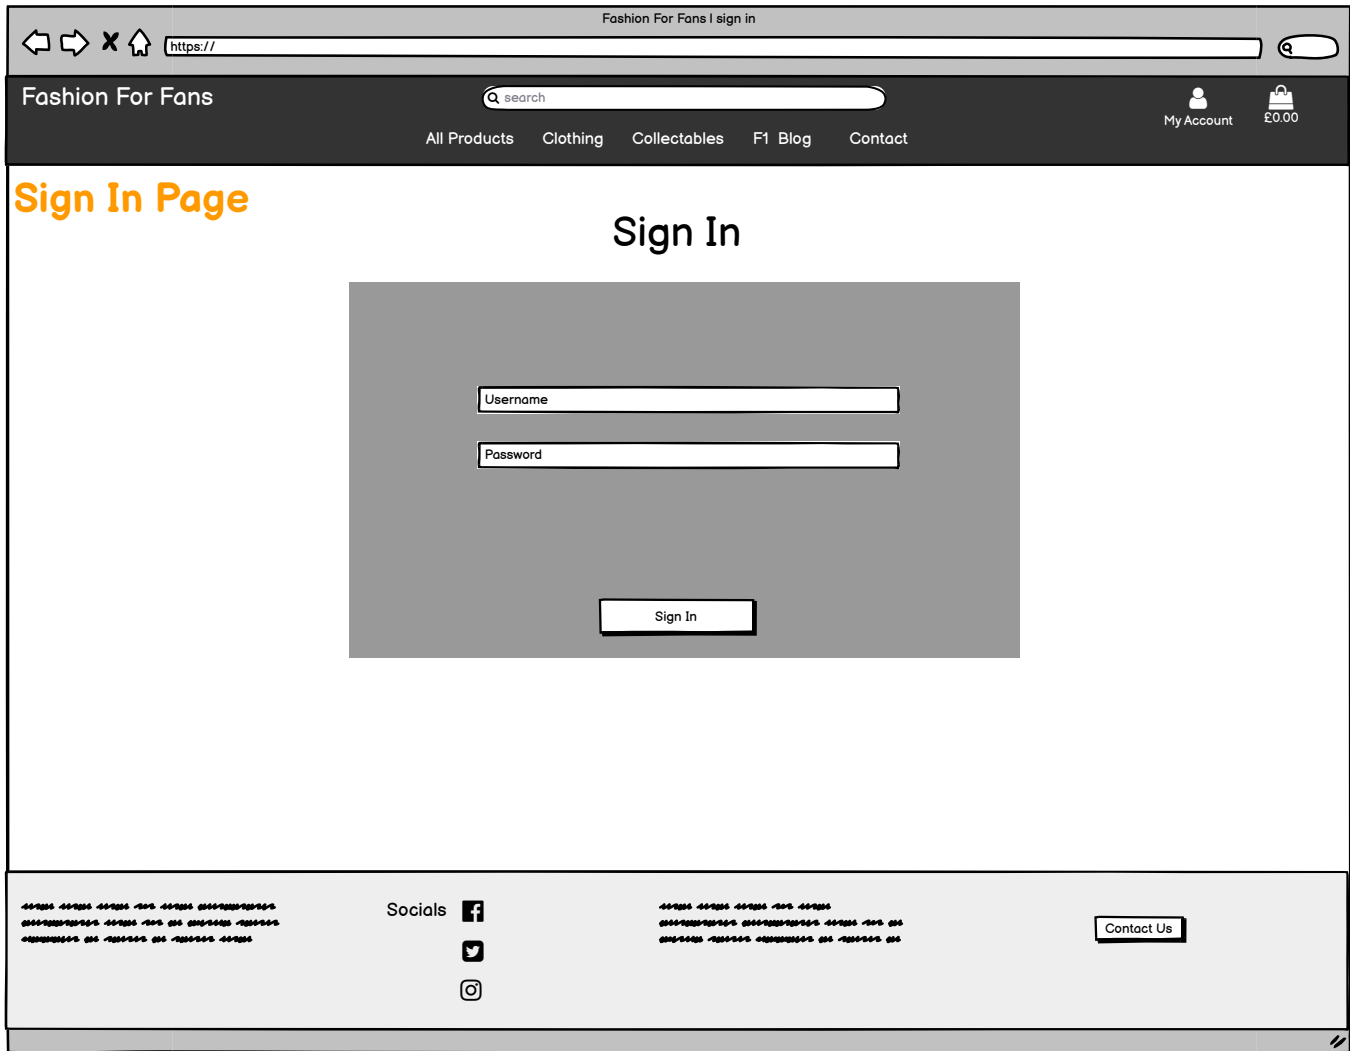 Fashion For Fans | sign in
https://
Fashion For Fans
search
My Account
£0.00
All Products Clothing Collectables F1 Blog Contact
Sign In Page
Sign In
Username
Password
Sign In
Socials
Contact Us